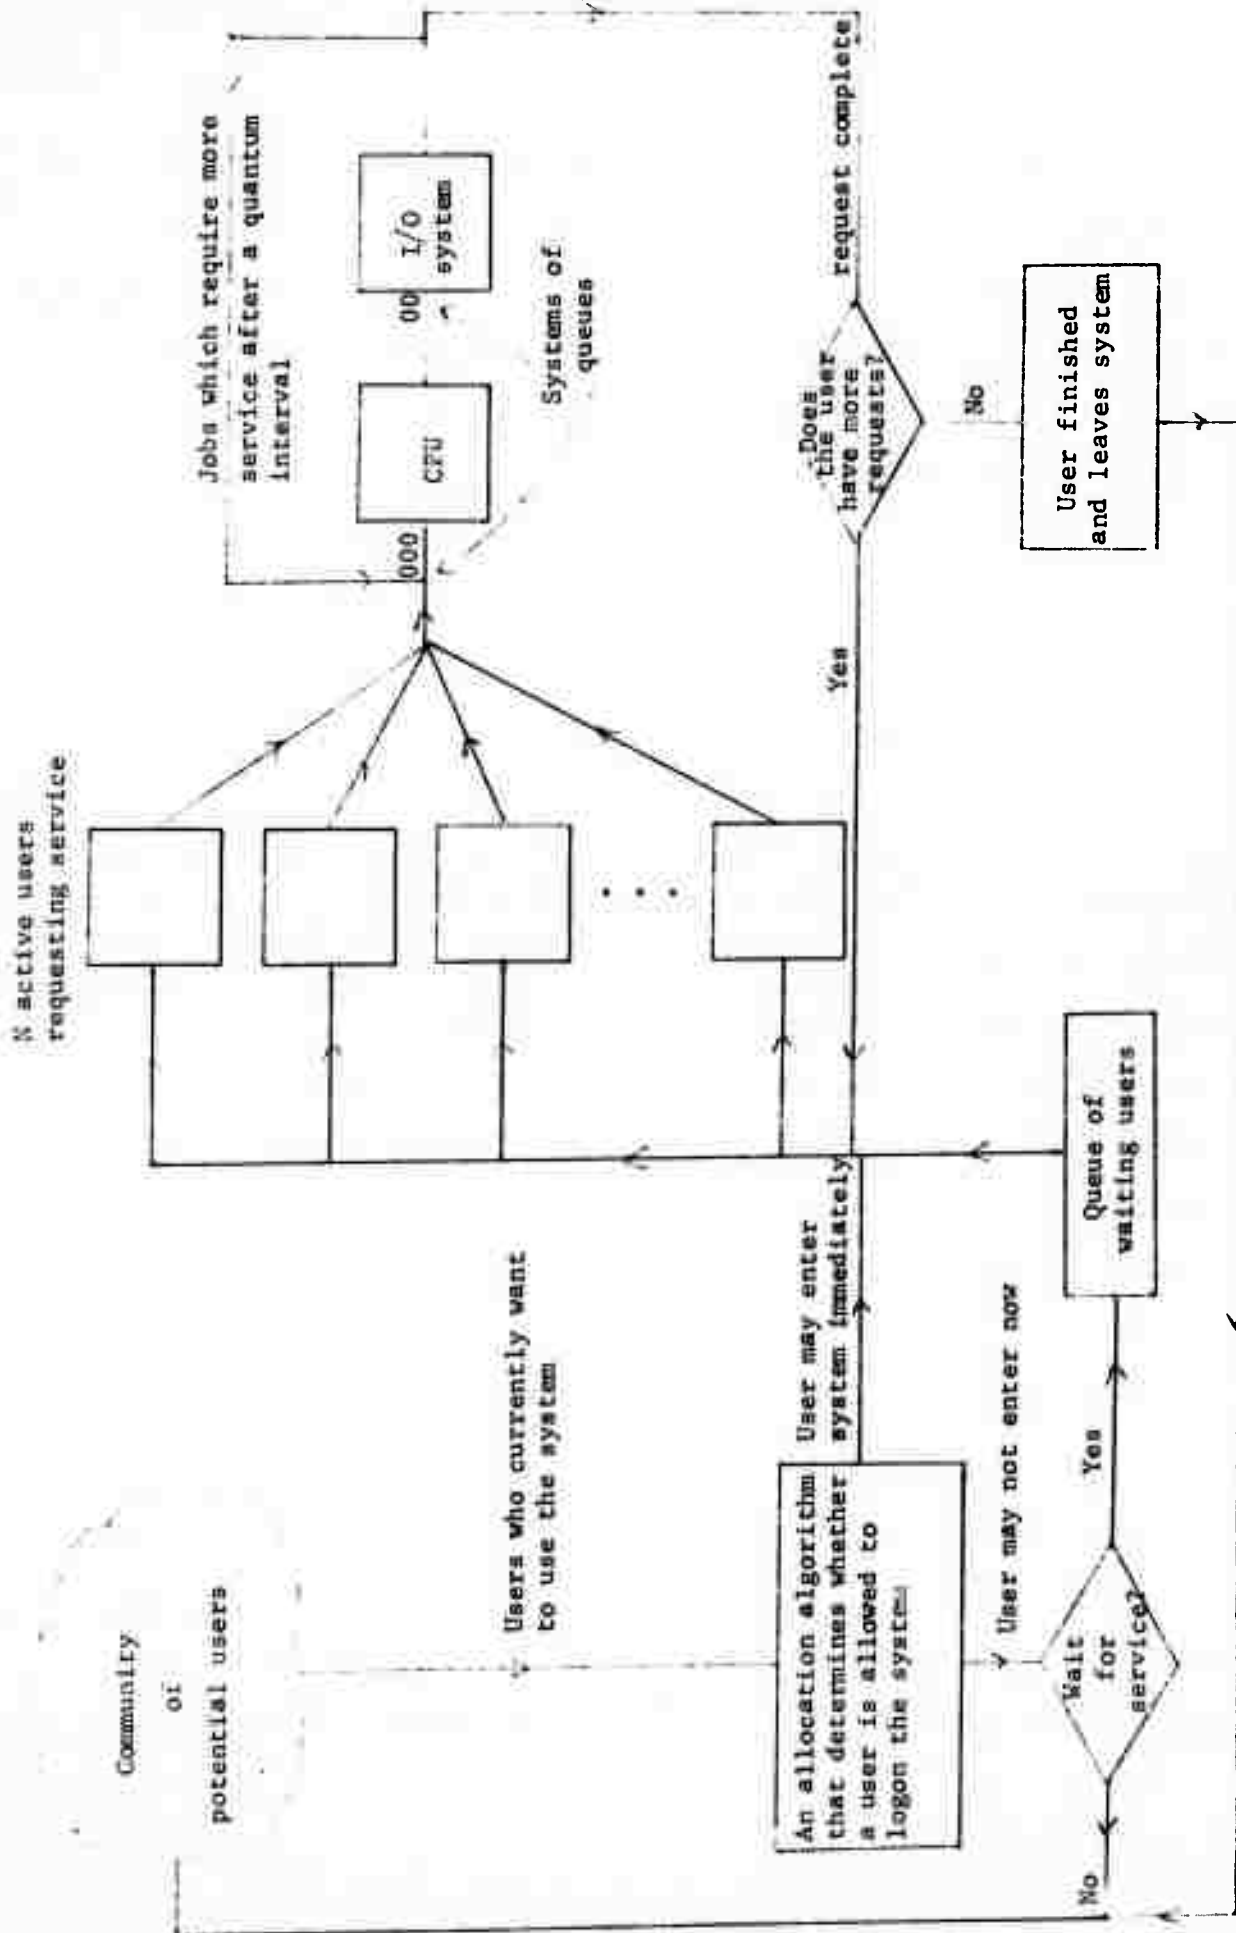 Community
of
potential users
Users who currently want
to use the system
An allocation algorithm
that determines whether
a user is allowed to
logon the system
User may enter
system immediately
User may not enter now
Wait
for
service?
No
Yes
Queue of
waiting users
N active users
requesting service
Jobs which require more
service after a quantum
interval
000
CPU
00
I/O
system
Systems of
queues
request complete
Does
the user
have more
requests?
Yes
No
User finished
and leaves system